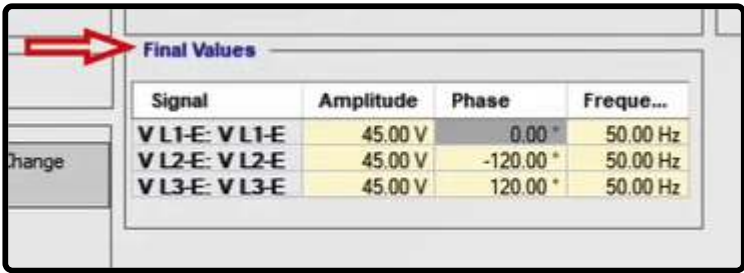 Final Values
Signal Amplitude Phase Freque...
V L1-E: V L1-E 45.00 V 0.00 ° 50.00 Hz
Change V L2-E: V L2-E 45.00 V -120.00 ° 50.00 Hz
V L3-E: V L3-E 45.00 V 120.00 ° 50.00 Hz